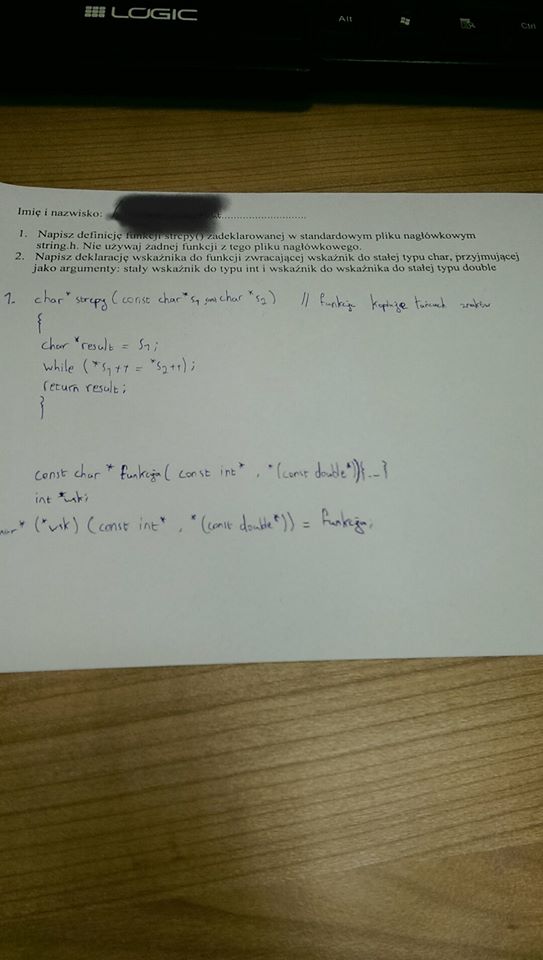 LOGIC
Alt
Ctrl
Imię i nazwisko:
1. Napisz definicję funkcji strcpy() zadeklarowanej w standardowym pliku nagłówkowym
string.h. Nie używaj żadnej funkcji z tego pliku nagłówkowego.
2. Napisz deklarację wskaźnika do funkcji zwracającej wskaźnik do stałej typu char, przyjmującej
jako argumenty: stały wskaźnik do typu int i wskaźnik do wskaźnika do stałej typu double
1. char* strcpy (const char* s1, char *s2) // funkcja kopiuje łańcuch znaków
{
char *result = s1;
while (*s1++ = *s2++);
return result;
}
const char* funkcja( const int* , *(const double*)){...}
int *wsk;
(*wsk) (const int* , *(const double*)) = funkcja;